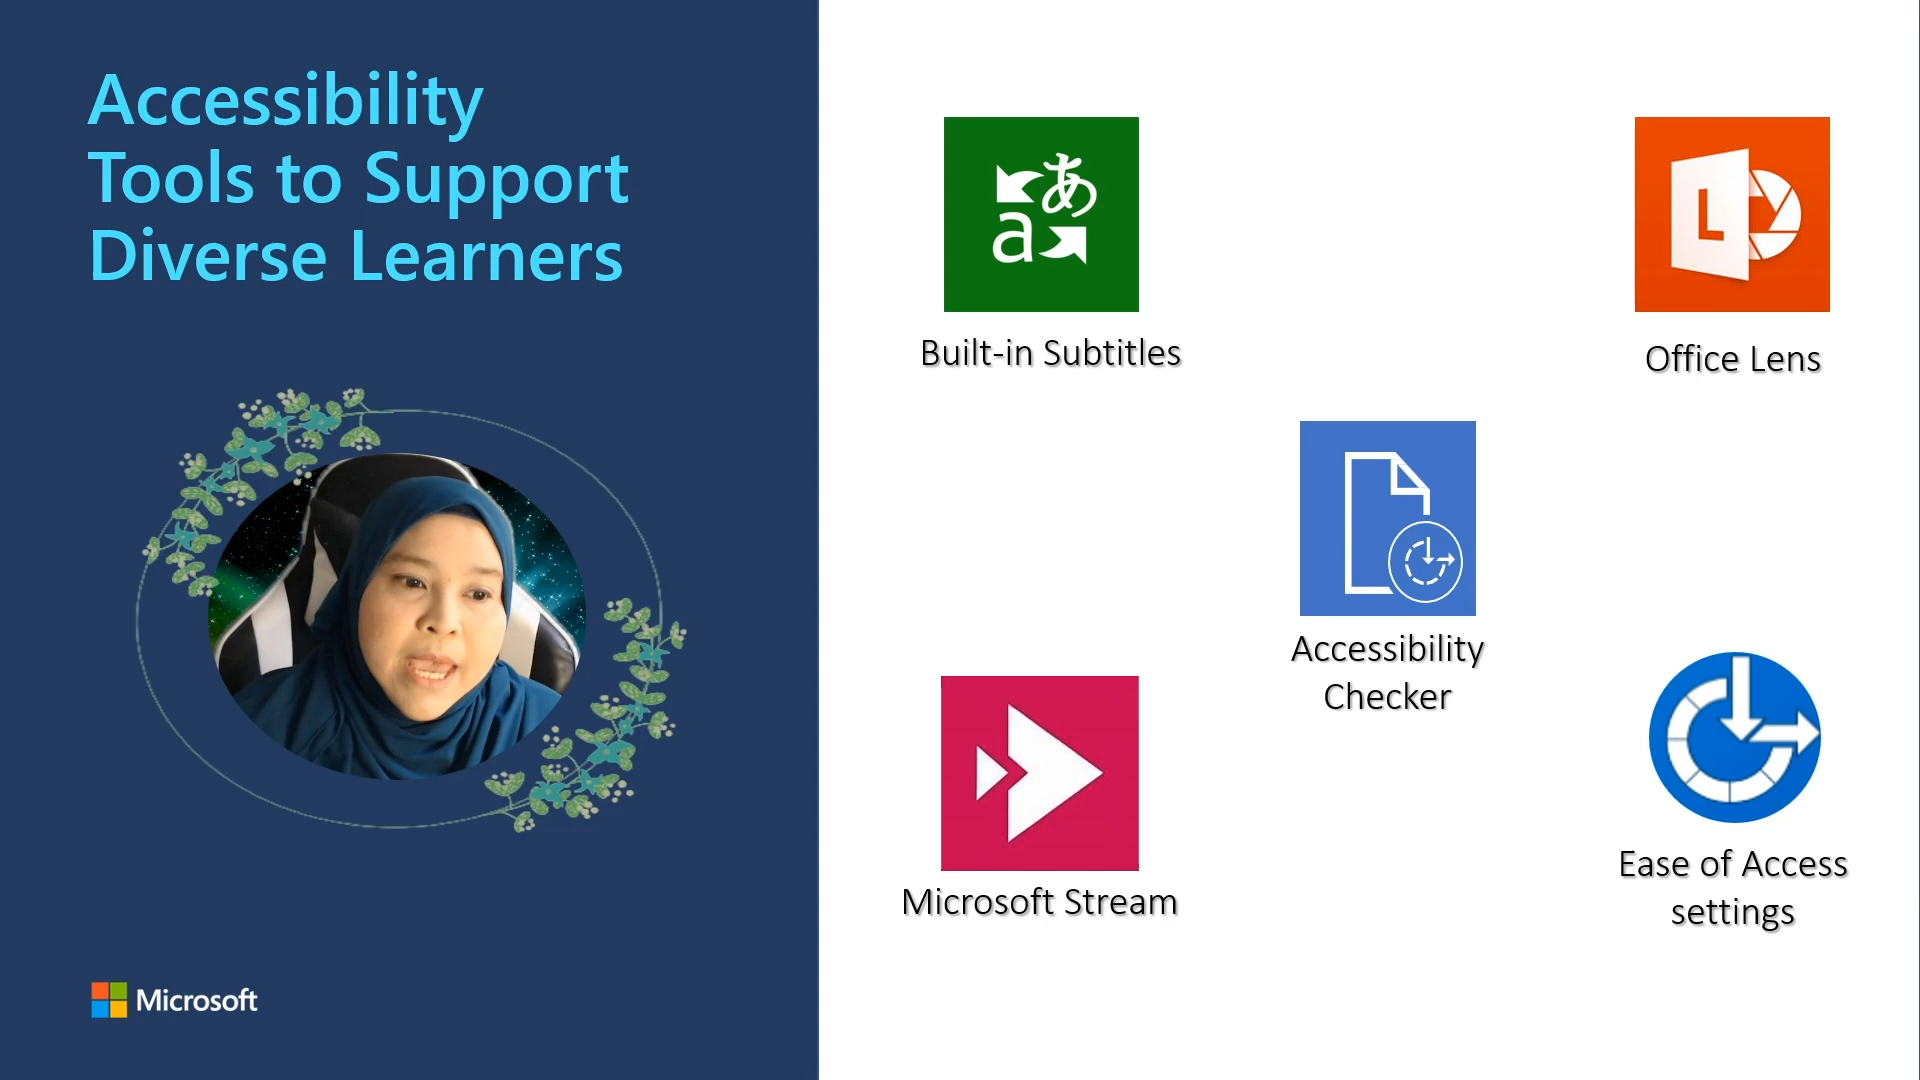 Accessibility
Tools to Support
Diverse Learners
Microsoft
あ
a
Built-in Subtitles
L
Office Lens
Accessibility
Checker
Microsoft Stream
Ease of Access
settings